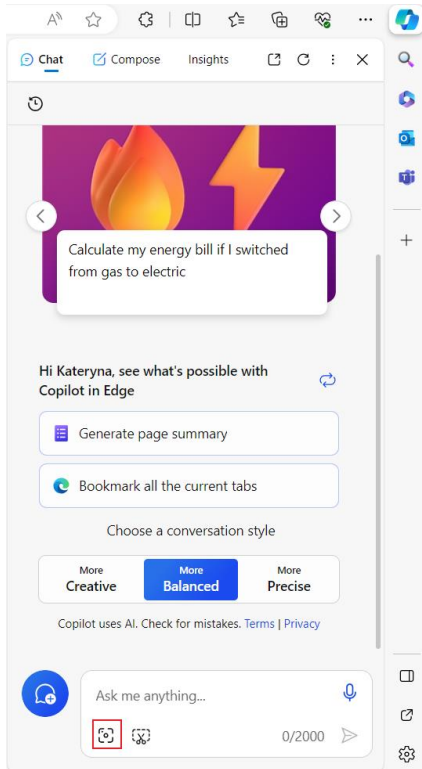 Chat Compose Insights
Calculate my energy bill if I switched
from gas to electric
Hi Kateryna, see what's possible with
Copilot in Edge
Generate page summary
Bookmark all the current tabs
Choose a conversation style
More More More
Creative Balanced Precise
Copilot uses AI. Check for mistakes. Terms | Privacy
Ask me anything...
0/2000